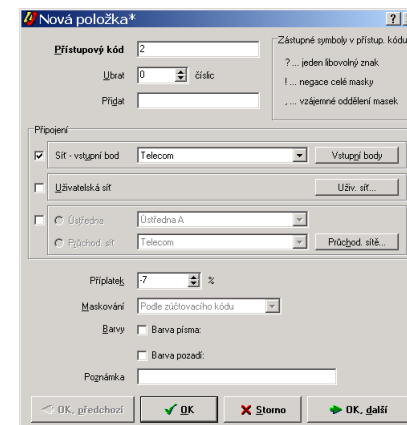 Nová položka*
?
Přístupový kód 2
Ubrat 0 číslic
Přidat
Zástupné symboly v přístup. kódu
? ... jeden libovolný znak
! ... negace celé masky
, ... vzájemné oddělení masek
Připojení
Síť - vstupní bod Telecom Vstupní body
Uživatelská síť Uživ. síť...
Ústředna Ústředna A
Průchod. síť Telecom Průchod. sítě...
Příplatek -7 %
Maskování Podle zúčtovacího kódu
Barvy Barva písma:
Barva pozadí:
Poznámka
OK, předchozí OK Storno OK, další